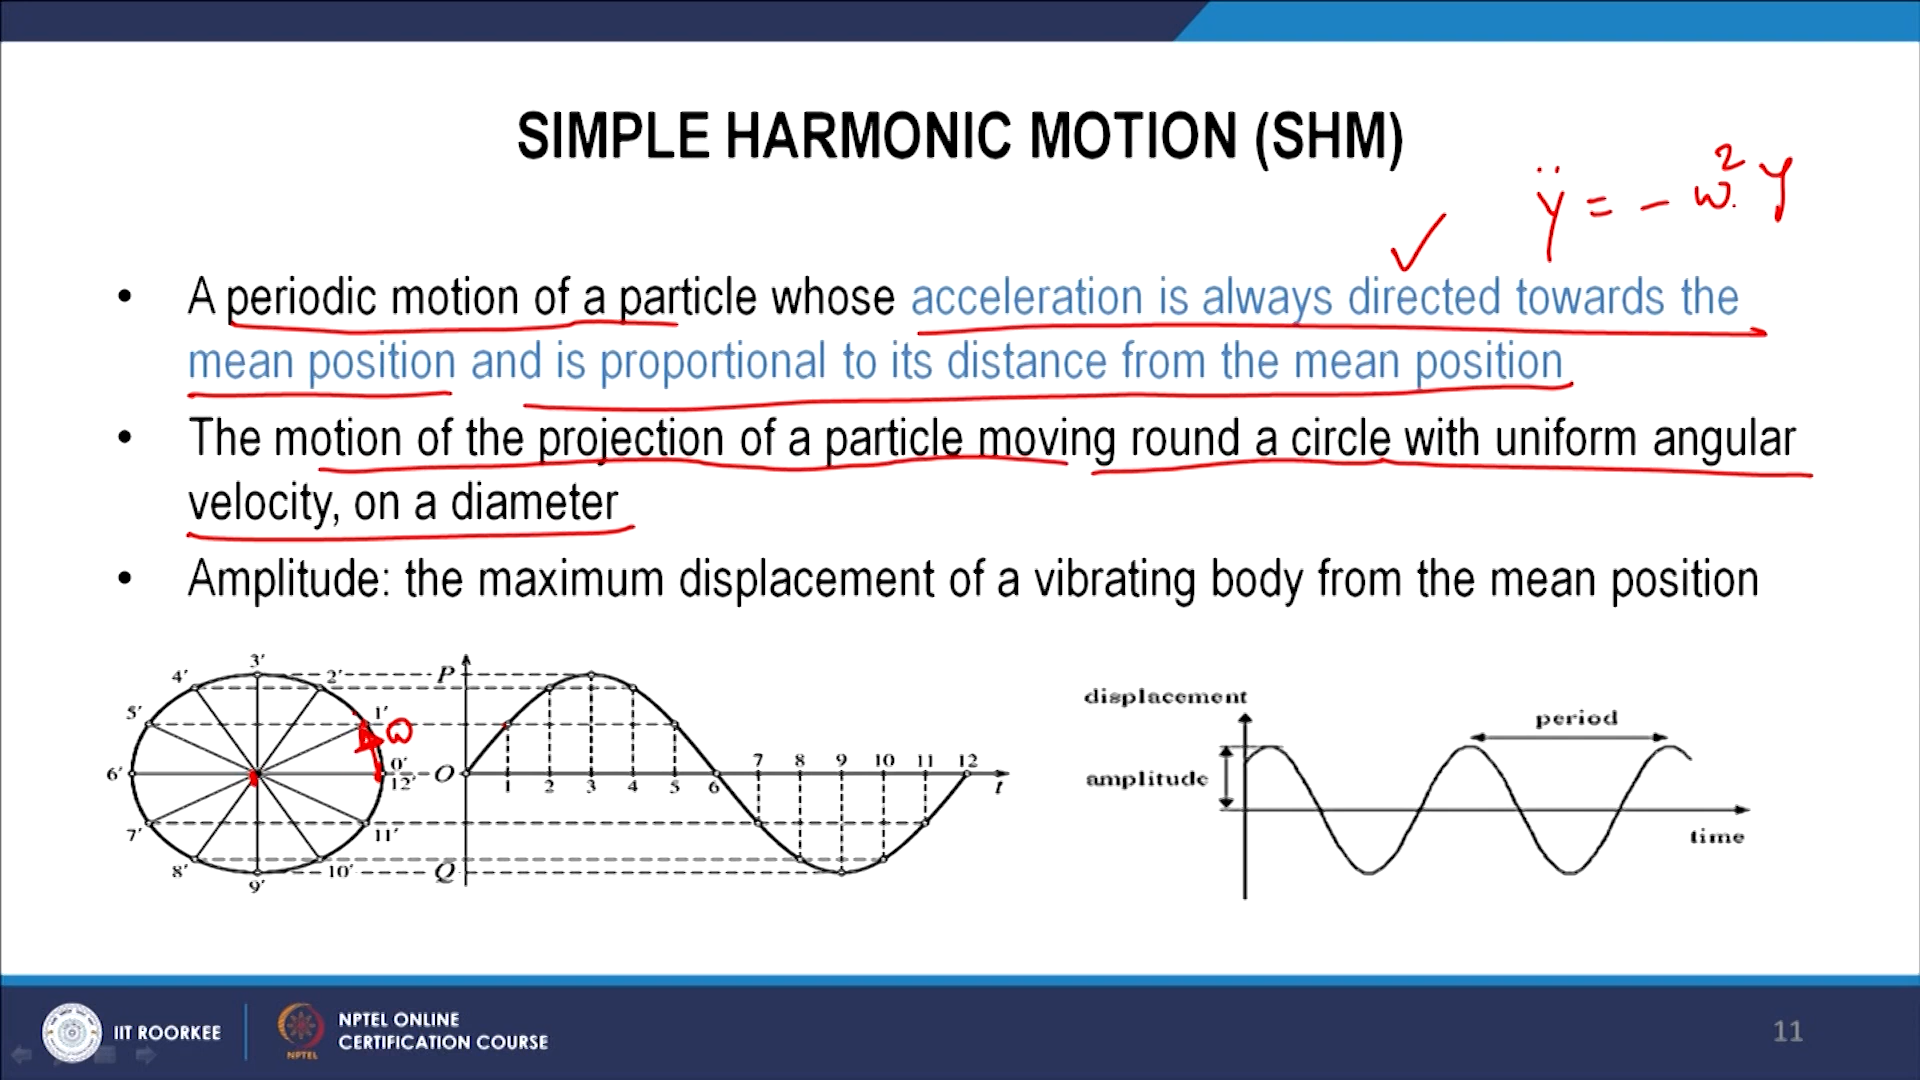 SIMPLE HARMONIC MOTION (SHM)
ÿ = - ω². y
• A periodic motion of a particle whose acceleration is always directed towards the
mean position and is proportional to its distance from the mean position
• The motion of the projection of a particle moving round a circle with uniform angular
velocity, on a diameter
• Amplitude: the maximum displacement of a vibrating body from the mean position
3′
4′ 2′ P
5′ 1′ ω
6′ 0′ O
12′
7′ 11′
8′ 10′ Q
9′
1 2 3 4 5 6 7 8 9 10 11 12
t
displacement
period
amplitude
time
IIT ROORKEE
NPTEL
NPTEL ONLINE
CERTIFICATION COURSE
11